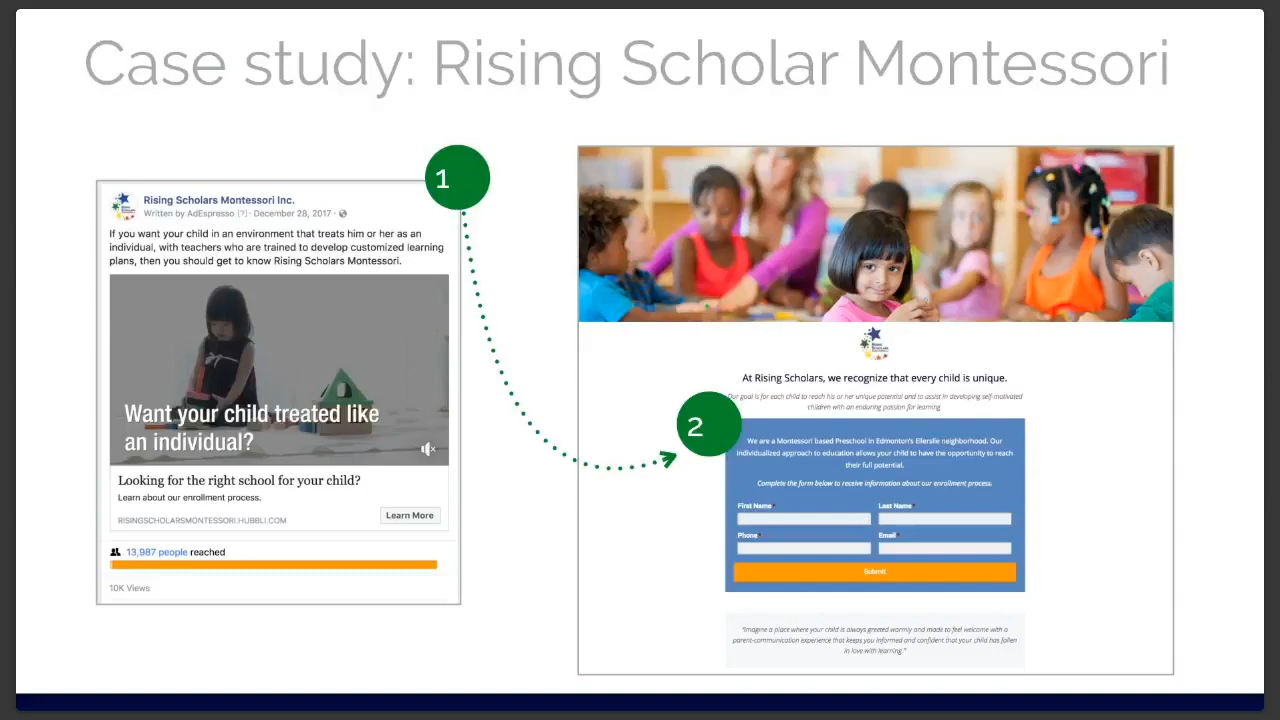 Case study: Rising Scholar Montessori
1
Rising Scholars Montessori Inc.
Written by AdEspresso [?] · December 28, 2017 ·
If you want your child in an environment that treats him or her as an
individual, with teachers who are trained to develop customized learning
plans, then you should get to know Rising Scholars Montessori.
Want your child treated like
an individual?
Looking for the right school for your child?
Learn about our enrollment process.
RISINGSCHOLARSMONTESSORI.HUBBLI.COM
Learn More
13,987 people reached
10K Views
2
At Rising Scholars, we recognize that every child is unique.
Our goal is for each child to reach his or her unique potential and to assist in developing self-motivated
children with an enduring passion for learning.
We are a Montessori based Preschool in Edmonton's Ellerslie neighborhood. Our
individualized approach to education allows your child to have the opportunity to reach
their full potential.
Complete the form below to receive information about our enrollment process.
First Name*
Last Name*
Phone*
Email*
Submit
"Imagine a place where your child is always greeted warmly and made to feel welcome with a
parent-communication experience that keeps you informed and confident that your child has fallen
in love with learning."